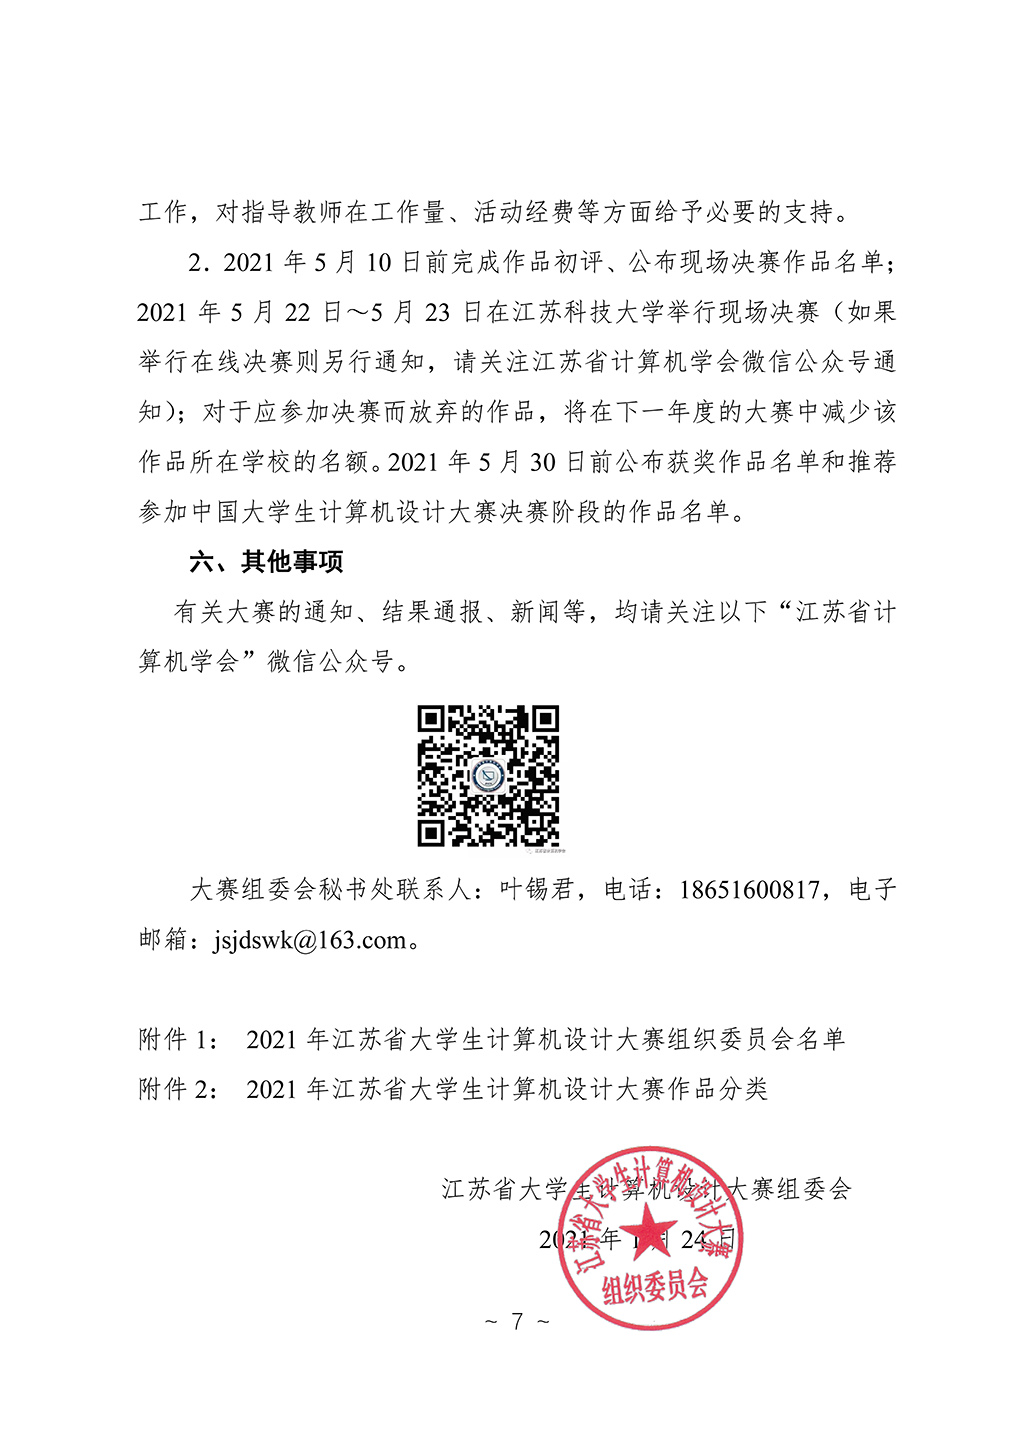 工作，对指导教师在工作量、活动经费等方面给予必要的支持。
2．2021 年 5 月 10 日前完成作品初评、公布现场决赛作品名单；
2021 年 5 月 22 日～5 月 23 日在江苏科技大学举行现场决赛（如果
举行在线决赛则另行通知，请关注江苏省计算机学会微信公众号通
知）；对于应参加决赛而放弃的作品，将在下一年度的大赛中减少该
作品所在学校的名额。2021 年 5 月 30 日前公布获奖作品名单和推荐
参加中国大学生计算机设计大赛决赛阶段的作品名单。
六、其他事项
有关大赛的通知、结果通报、新闻等，均请关注以下“江苏省计
算机学会”微信公众号。
大赛组委会秘书处联系人：叶锡君，电话：18651600817，电子
邮箱：jsjdswk@163.com。
附件 1： 2021 年江苏省大学生计算机设计大赛组织委员会名单
附件 2： 2021 年江苏省大学生计算机设计大赛作品分类
江苏省大学生计算机设计大赛组委会
2021 年 1 月 24 日
江苏省大学生计算机设计大赛
组织委员会
~ 7 ~